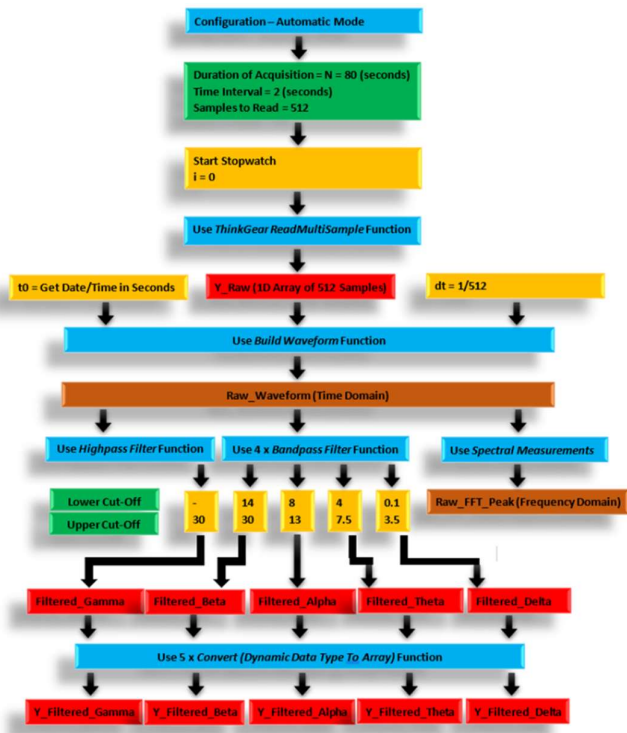 Configuration – Automatic Mode
Duration of Acquisition = N = 80 (seconds)
Time Interval = 2 (seconds)
Samples to Read = 512
Start Stopwatch
i = 0
Use ThinkGear ReadMultiSample Function
t0 = Get Date/Time in Seconds
Y_Raw (1D Array of 512 Samples)
dt = 1/512
Use Build Waveform Function
Raw_Waveform (Time Domain)
Use Highpass Filter Function
Use 4 x Bandpass Filter Function
Use Spectral Measurements
Lower Cut-Off
- 14 8 4 0.1
Upper Cut-Off
30 30 13 7.5 3.5
Raw_FFT_Peak (Frequency Domain)
Filtered_Gamma
Filtered_Beta
Filtered_Alpha
Filtered_Theta
Filtered_Delta
Use 5 x Convert (Dynamic Data Type To Array) Function
Y_Filtered_Gamma
Y_Filtered_Beta
Y_Filtered_Alpha
Y_Filtered_Theta
Y_Filtered_Delta